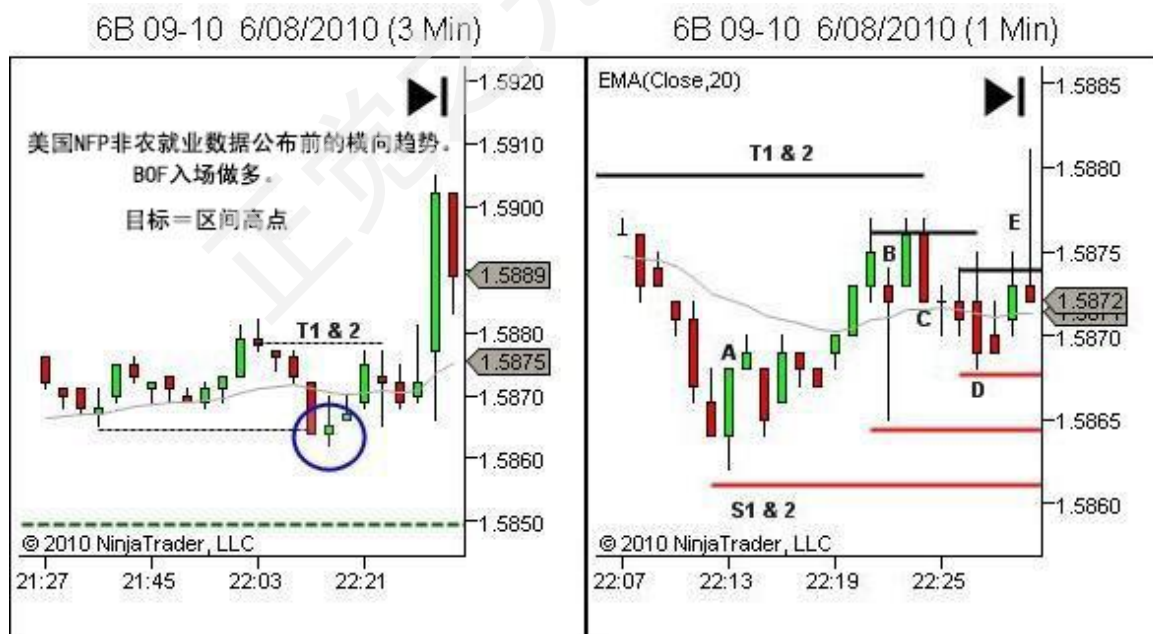 6B 09-10 6/08/2010 (3 Min)
6B 09-10 6/08/2010 (1 Min)
美国NFP非农就业数据公布前的横向趋势。
BOF入场做多。
目标＝区间高点
T1 & 2
1.5920
1.5910
1.5900
1.5889
1.5880
1.5875
1.5870
1.5860
1.5850
© 2010 NinjaTrader, LLC
21:27 21:45 22:03 22:21
EMA(Close,20)
T1 & 2
A
B
C
D
E
S1 & 2
1.5885
1.5880
1.5875
1.5872
1.5870
1.5865
1.5860
© 2010 NinjaTrader, LLC
22:07 22:13 22:19 22:25